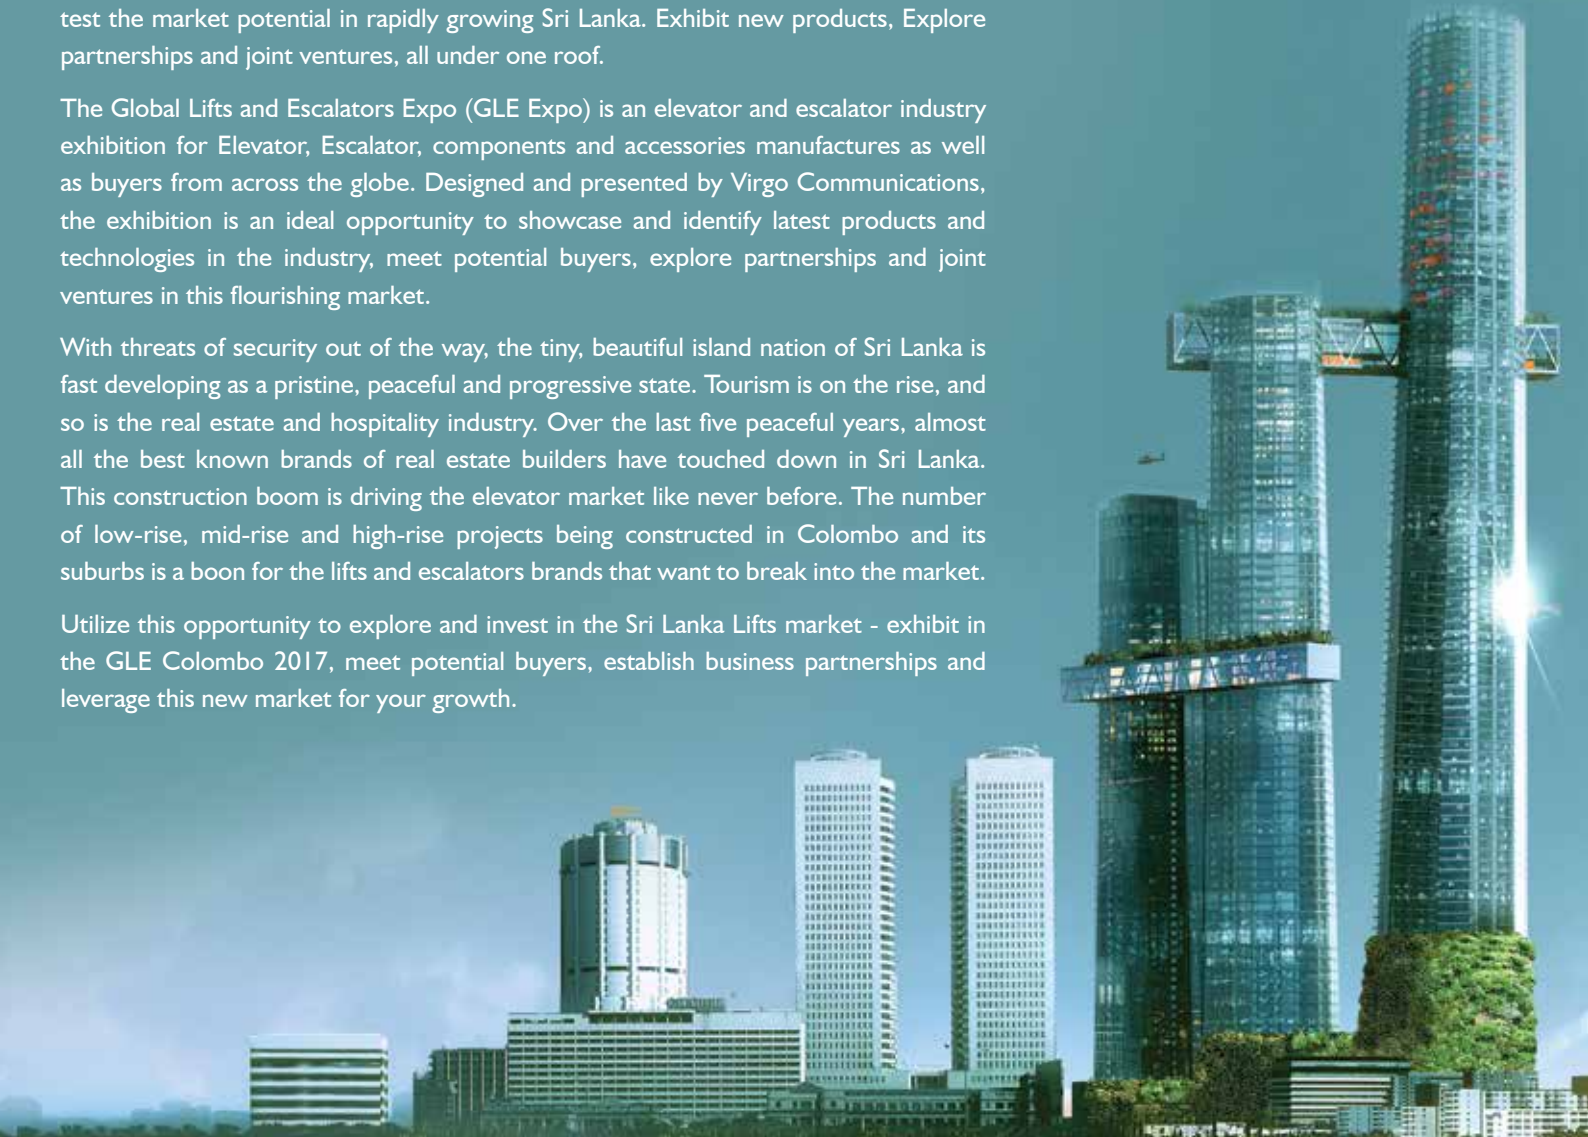 test the market potential in rapidly growing Sri Lanka. Exhibit new products, Explore
partnerships and joint ventures, all under one roof.
The Global Lifts and Escalators Expo (GLE Expo) is an elevator and escalator industry
exhibition for Elevator, Escalator, components and accessories manufactures as well
as buyers from across the globe. Designed and presented by Virgo Communications,
the exhibition is an ideal opportunity to showcase and identify latest products and
technologies in the industry, meet potential buyers, explore partnerships and joint
ventures in this flourishing market.
With threats of security out of the way, the tiny, beautiful island nation of Sri Lanka is
fast developing as a pristine, peaceful and progressive state. Tourism is on the rise, and
so is the real estate and hospitality industry. Over the last five peaceful years, almost
all the best known brands of real estate builders have touched down in Sri Lanka.
This construction boom is driving the elevator market like never before. The number
of low-rise, mid-rise and high-rise projects being constructed in Colombo and its
suburbs is a boon for the lifts and escalators brands that want to break into the market.
Utilize this opportunity to explore and invest in the Sri Lanka Lifts market - exhibit in
the GLE Colombo 2017, meet potential buyers, establish business partnerships and
leverage this new market for your growth.